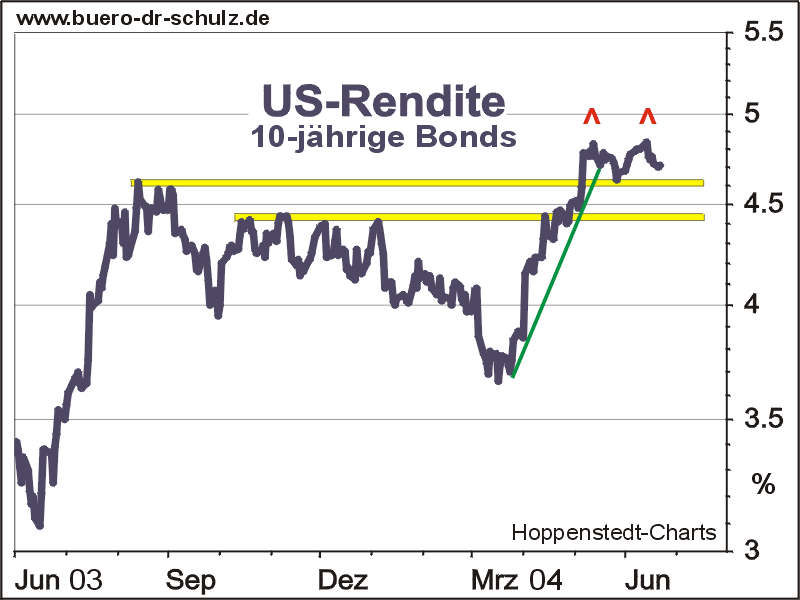 www.buero-dr-schulz.de
US-Rendite
10-jährige Bonds
^ ^
5.5
5
4.5
4
3.5
%
3
Hoppenstedt-Charts
Jun 03 Sep Dez Mrz 04 Jun